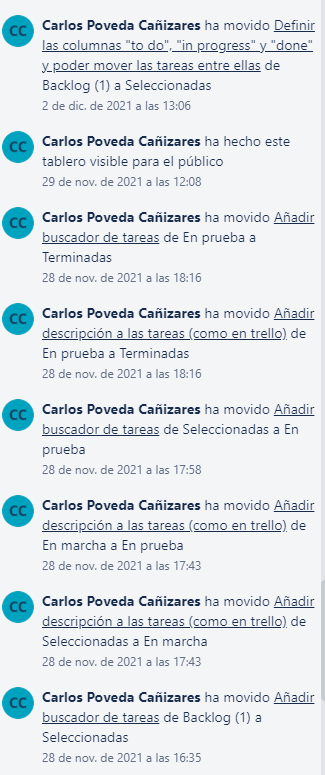 CC
Carlos Poveda Cañizares ha movido Definir
las columnas "to do", "in progress" y "done"
y poder mover las tareas entre ellas de
Backlog (1) a Seleccionadas
2 de dic. de 2021 a las 13:06
CC
Carlos Poveda Cañizares ha hecho este
tablero visible para el público
29 de nov. de 2021 a las 12:08
CC
Carlos Poveda Cañizares ha movido Añadir
buscador de tareas de En prueba a
Terminadas
28 de nov. de 2021 a las 18:16
CC
Carlos Poveda Cañizares ha movido Añadir
descripción a las tareas (como en trello) de
En prueba a Terminadas
28 de nov. de 2021 a las 18:16
CC
Carlos Poveda Cañizares ha movido Añadir
buscador de tareas de Seleccionadas a En
prueba
28 de nov. de 2021 a las 17:58
CC
Carlos Poveda Cañizares ha movido Añadir
descripción a las tareas (como en trello) de
En marcha a En prueba
28 de nov. de 2021 a las 17:43
CC
Carlos Poveda Cañizares ha movido Añadir
descripción a las tareas (como en trello) de
Seleccionadas a En marcha
28 de nov. de 2021 a las 17:43
CC
Carlos Poveda Cañizares ha movido Añadir
buscador de tareas de Backlog (1) a
Seleccionadas
28 de nov. de 2021 a las 16:35